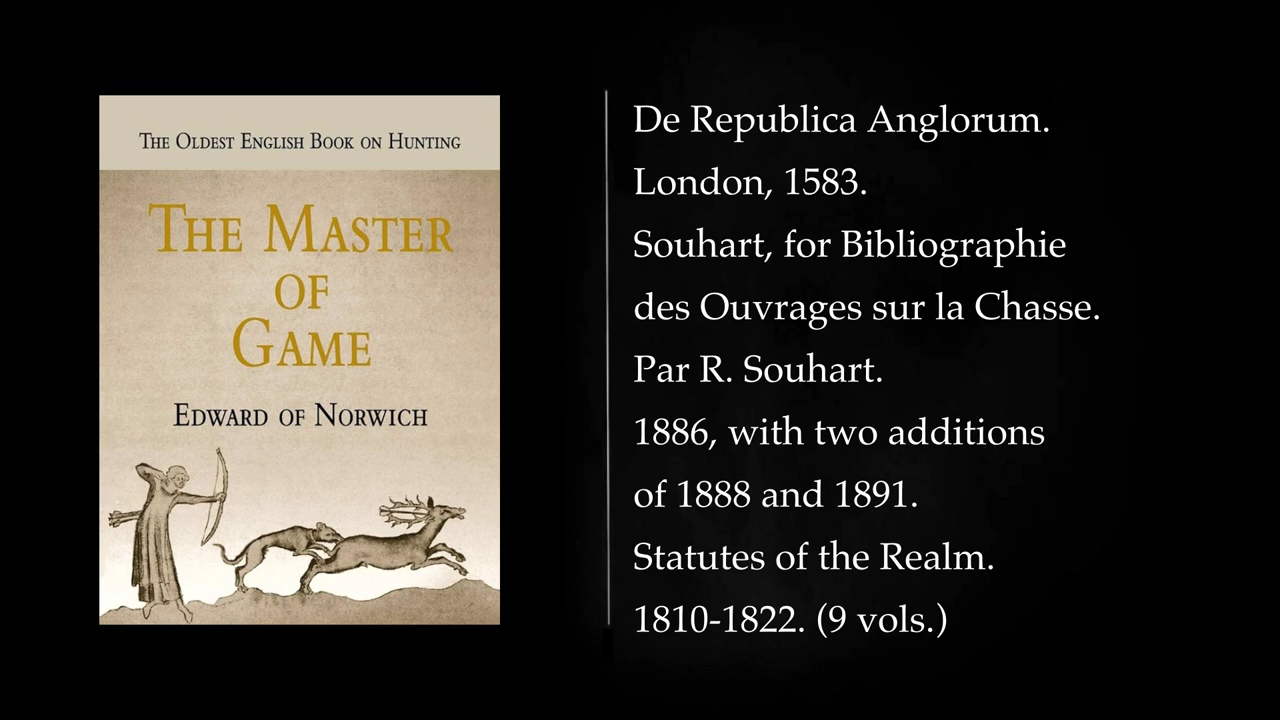 The Oldest English Book on Hunting
The Master
of
Game
Edward of Norwich
De Republica Anglorum.
London, 1583.
Souhart, for Bibliographie
des Ouvrages sur la Chasse.
Par R. Souhart.
1886, with two additions
of 1888 and 1891.
Statutes of the Realm.
1810-1822. (9 vols.)